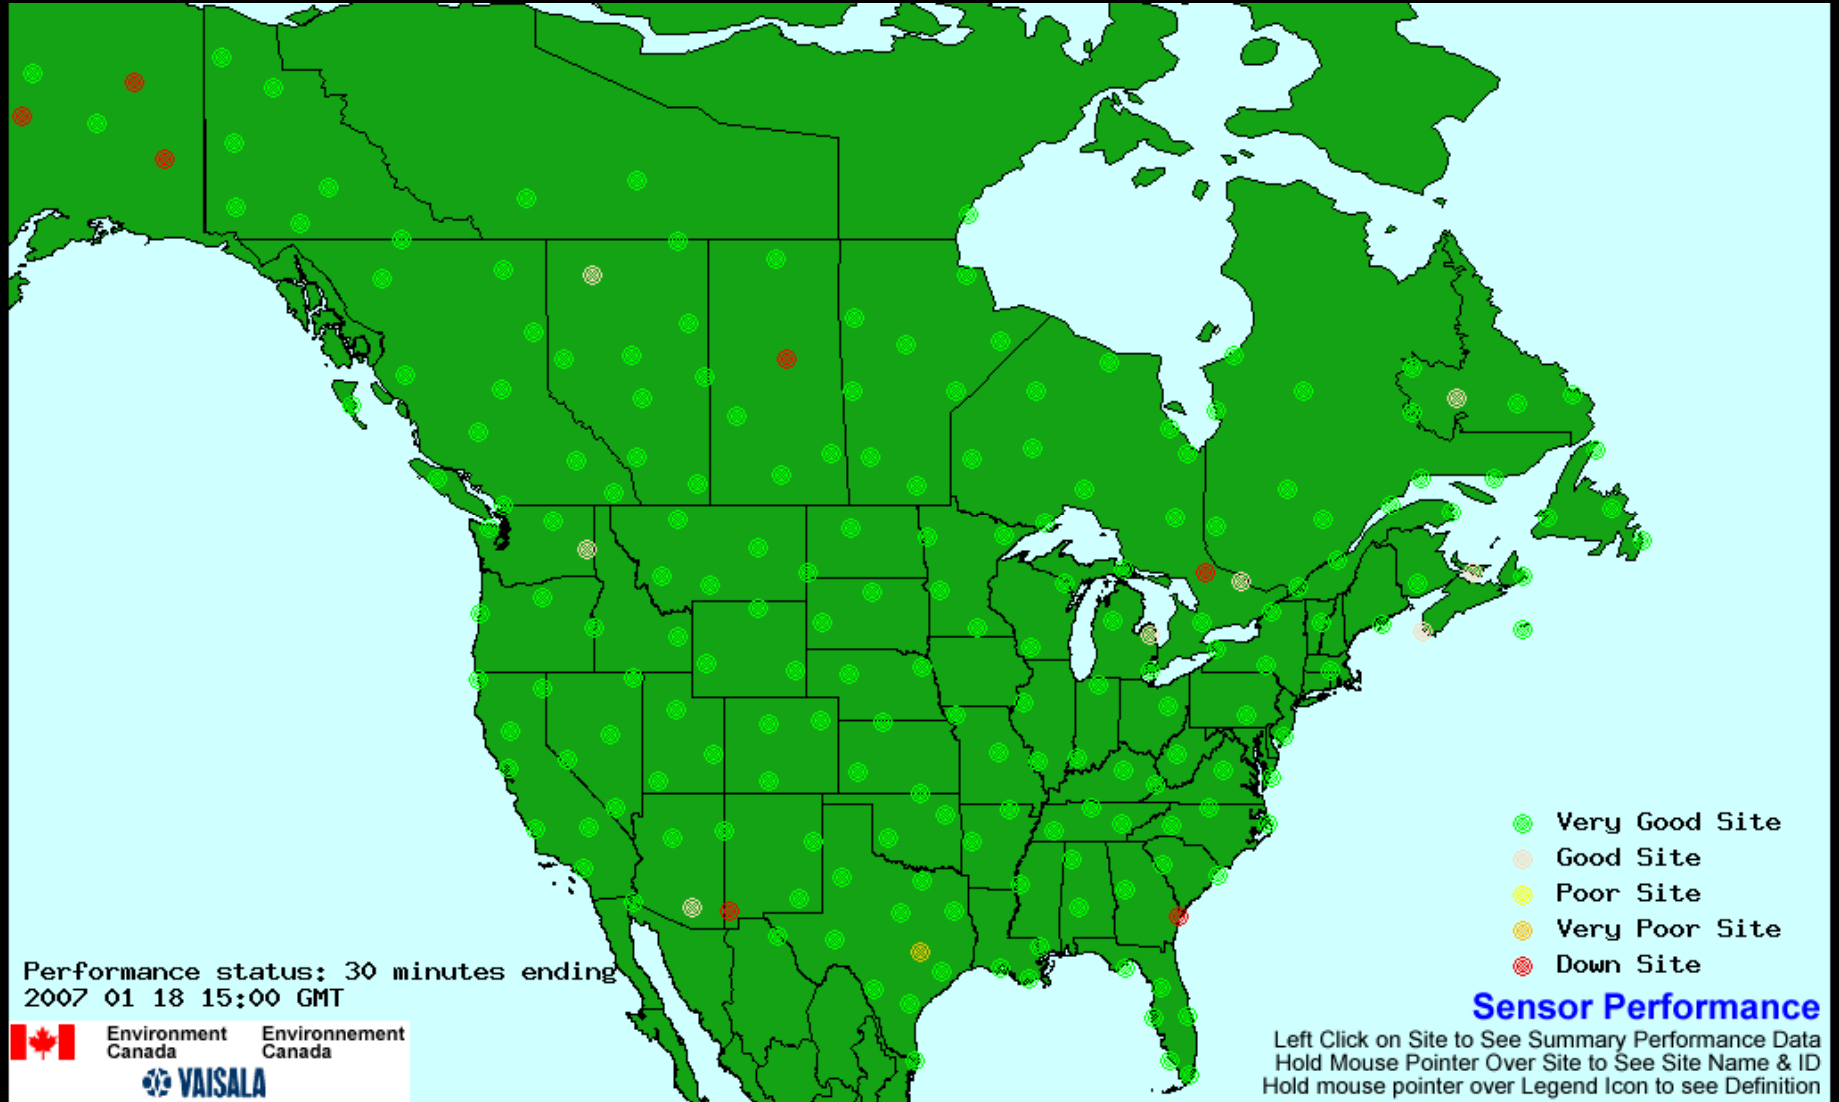 Very Good Site
Good Site
Poor Site
Very Poor Site
Down Site
Performance status: 30 minutes ending
2007 01 18 15:00 GMT
Environment Canada
Environnement Canada
VAISALA
Sensor Performance
Left Click on Site to See Summary Performance Data
Hold Mouse Pointer Over Site to See Site Name & ID
Hold mouse pointer over Legend Icon to see Definition